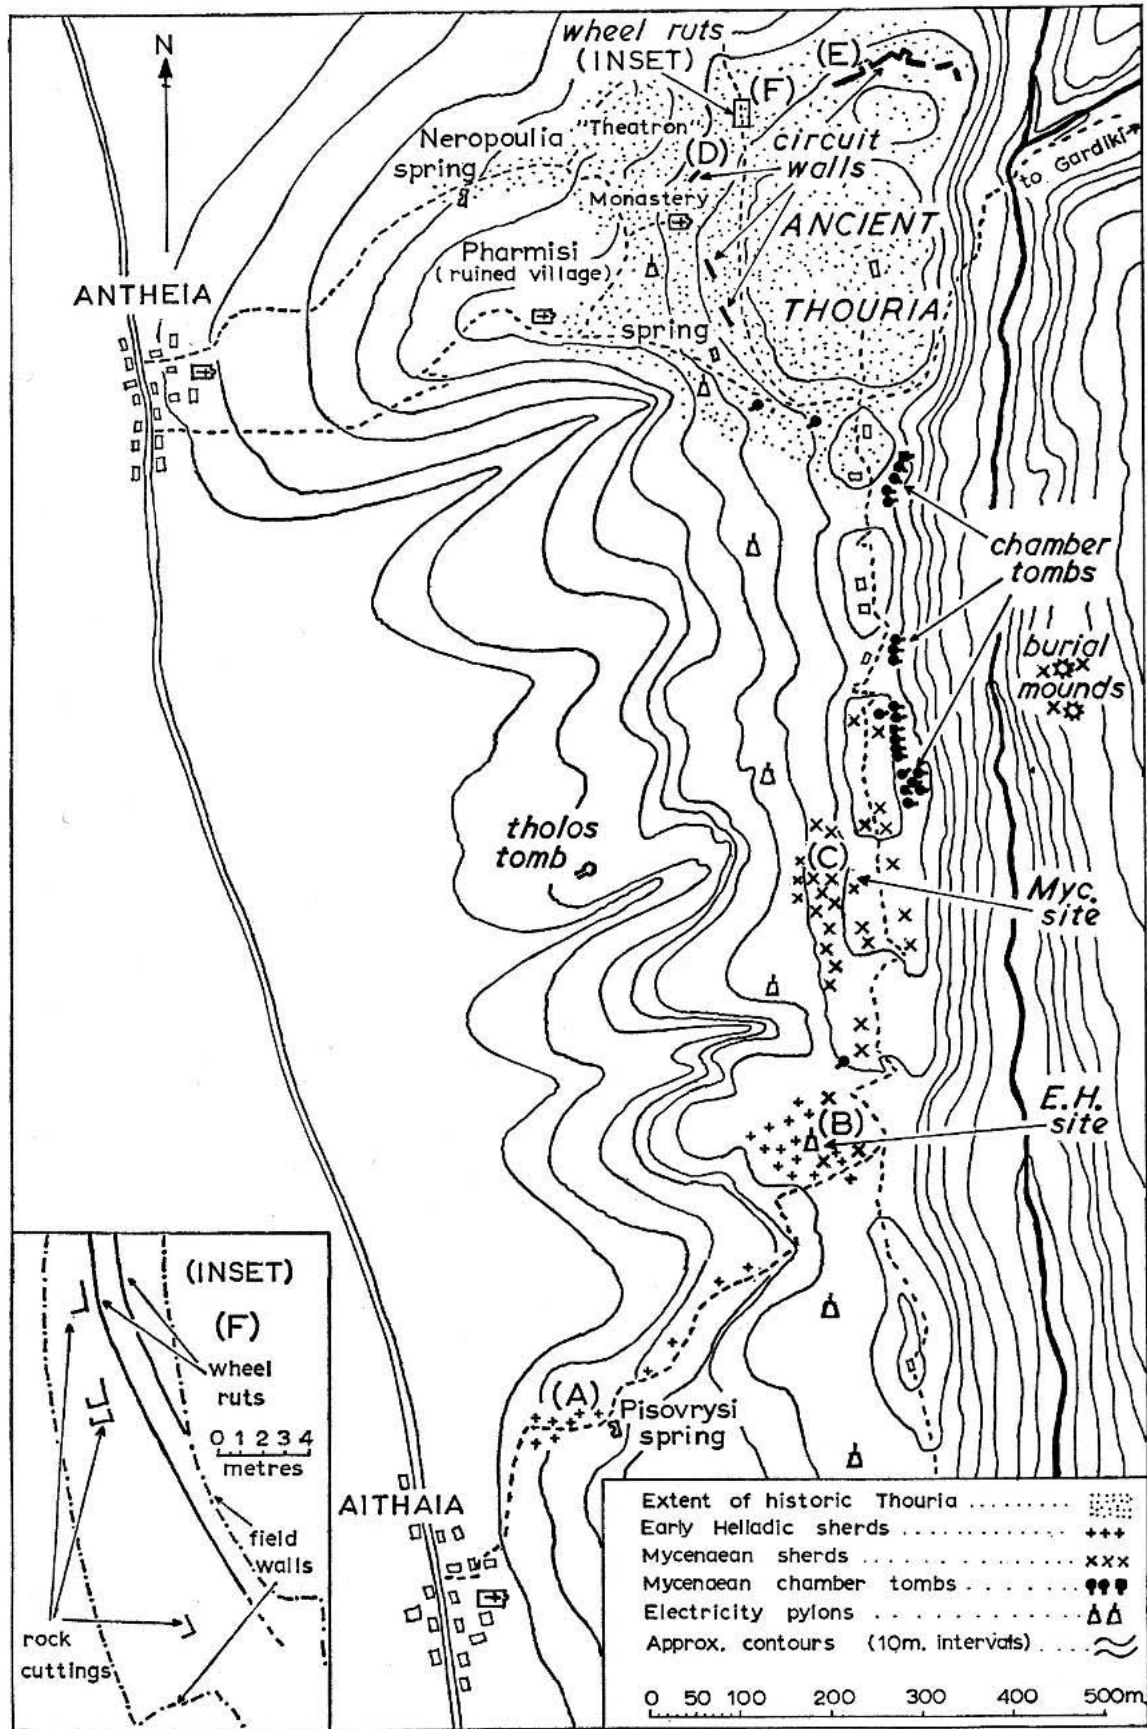 N
wheel ruts
(INSET)
(E)
(F)
Neropoulia
spring
"Theatron"
(D)
circuit
walls
to Gardiki
Monastery
ANCIENT
THOURIA
Pharmisi
(ruined village)
ANTHEIA
spring
chamber
tombs
burial
mounds
tholos
tomb
(C)
Myc.
site
E.H.
site
(B)
(A)
Pisovrysi
spring
AITHAIA
(INSET)
(F)
wheel
ruts
0 1 2 3 4
metres
field
walls
rock
cuttings
Extent of historic Thouria
Early Helladic sherds
Mycenaean sherds
Mycenaean chamber tombs
Electricity pylons
Approx. contours (10m. intervals)
0 50 100 200 300 400 500m.